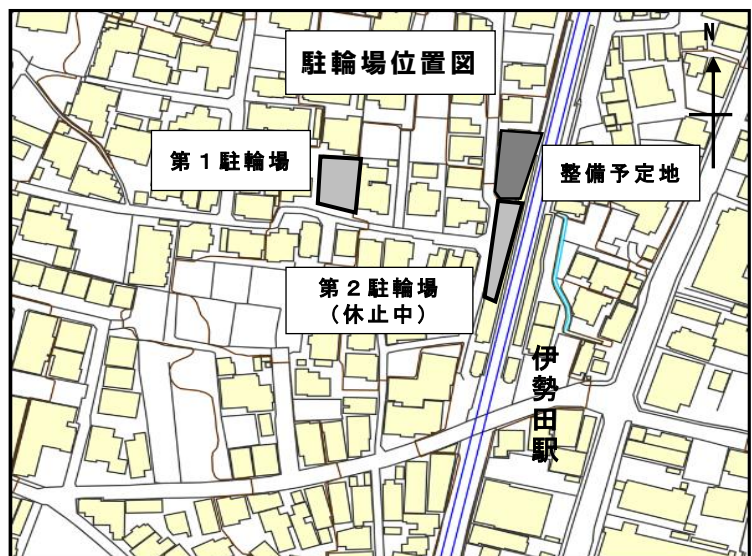 駐輪場位置図
N
第１駐輪場
整備予定地
第２駐輪場
（休止中）
伊勢田駅